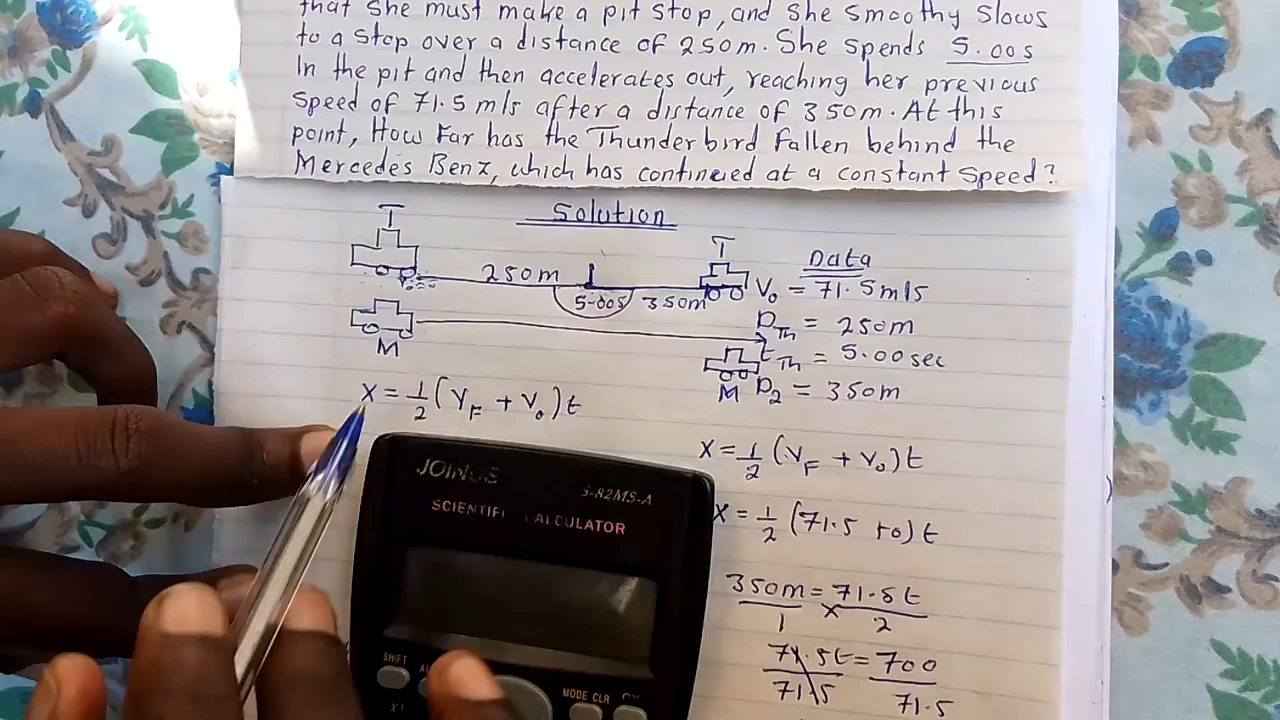 that she must make a pit stop, and she smoothy slows
to a stop over a distance of 250m. She spends 5.00s
In the pit and then accelerates out, reaching her previous
speed of 71.5 m/s after a distance of 350m. At this
point, How Far has the Thunderbird fallen behind the
Mercedes Benz, which has continued at a constant speed?
Solution
T
250m
5.00s
350m
T
M
M
Data
V₀ = 71.5m/s
D_Th = 250m
t_Th = 5.00sec
D₂ = 350m
x = 1/2 (V_F + V₀)t
x = 1/2 (V_F + V₀)t
x = 1/2 (71.5 + 0)t
350m/1 × 71.5t/2
71.5t/71.5 = 700/71.5
SCIENTIFI ALCULATOR
S-82MS-A
SHIFT
MODE CLR